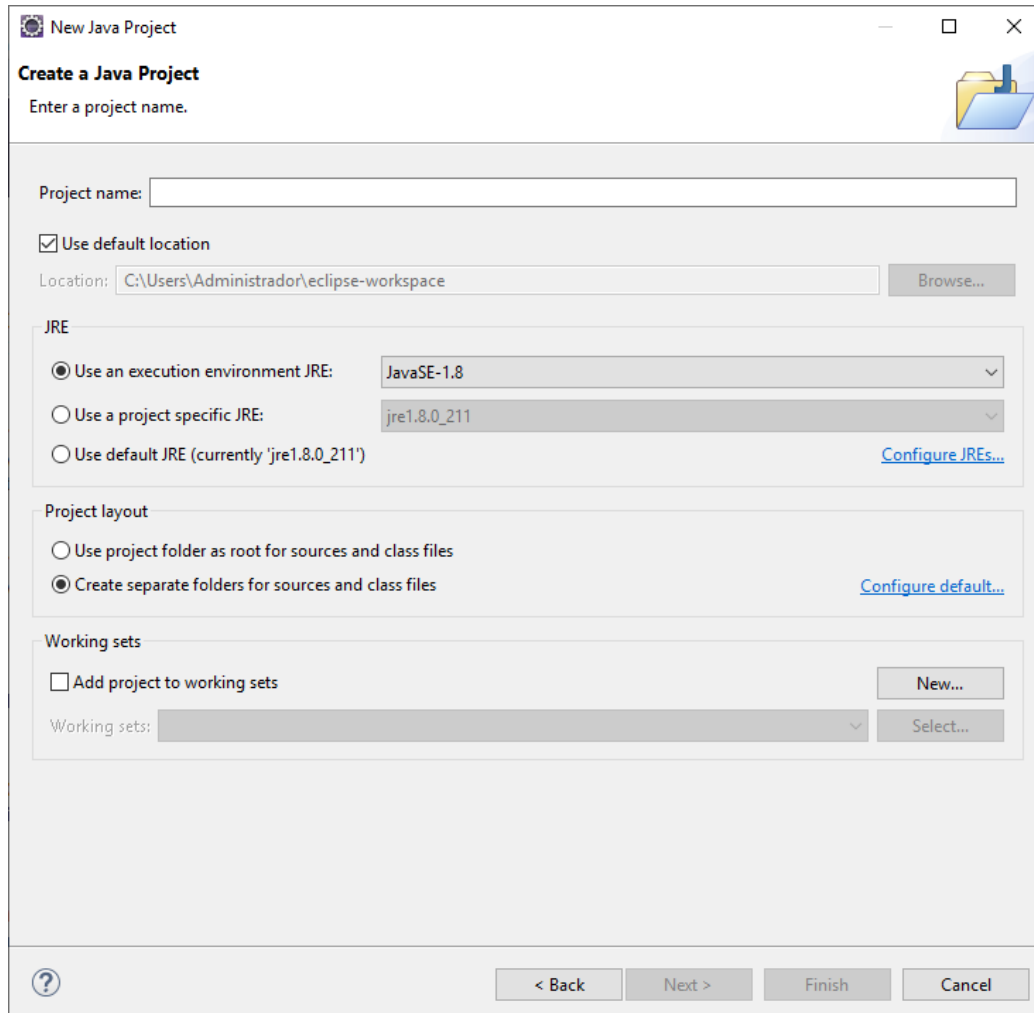 New Java Project
Create a Java Project
Enter a project name.
Project name:
Use default location
Location: C:\Users\Administrador\eclipse-workspace Browse...
JRE
Use an execution environment JRE: JavaSE-1.8
Use a project specific JRE: jre1.8.0_211
Use default JRE (currently 'jre1.8.0_211') Configure JREs...
Project layout
Use project folder as root for sources and class files
Create separate folders for sources and class files Configure default...
Working sets
Add project to working sets New...
Working sets: Select...
? < Back Next > Finish Cancel